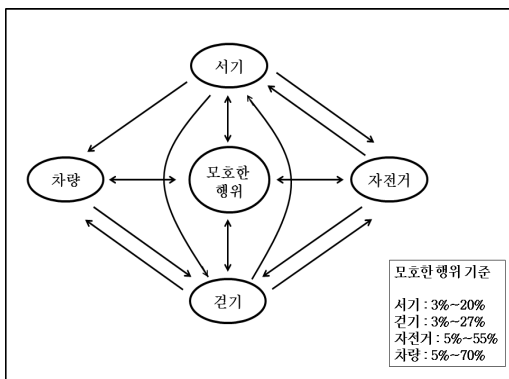 서기
차량
모호한
행위
자전거
걷기
모호한 행위 기준
서기 : 3%~20%
걷기 : 3%~27%
자전거 : 5%~55%
차량 : 5%~70%